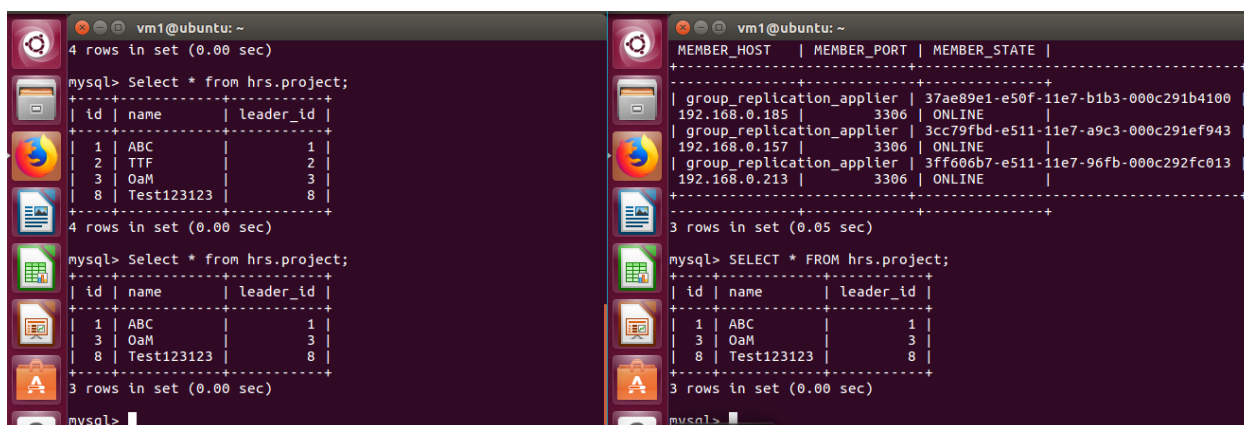 vm1@ubuntu: ~
4 rows in set (0.00 sec)
mysql> Select * from hrs.project;
+----+------------+-----------+
| id | name       | leader_id |
+----+------------+-----------+
|  1 | ABC        |         1 |
|  2 | TTF        |         2 |
|  3 | OaM        |         3 |
|  8 | Test123123 |         8 |
+----+------------+-----------+
4 rows in set (0.00 sec)
mysql> Select * from hrs.project;
+----+------------+-----------+
| id | name       | leader_id |
+----+------------+-----------+
|  1 | ABC        |         1 |
|  3 | OaM        |         3 |
|  8 | Test123123 |         8 |
+----+------------+-----------+
3 rows in set (0.00 sec)
mysql>
vm1@ubuntu: ~
MEMBER_HOST   | MEMBER_PORT | MEMBER_STATE |
+---------------------------+--------------------------------------+
---------------+-------------+--------------+
| group_replication_applier | 37ae89e1-e50f-11e7-b1b3-000c291b4100 |
192.168.0.185 |        3306 | ONLINE       |
| group_replication_applier | 3cc79fbd-e511-11e7-a9c3-000c291ef943 |
192.168.0.157 |        3306 | ONLINE       |
| group_replication_applier | 3ff606b7-e511-11e7-96fb-000c292fc013 |
192.168.0.213 |        3306 | ONLINE       |
+---------------------------+--------------------------------------+
---------------+-------------+--------------+
3 rows in set (0.05 sec)
mysql> SELECT * FROM hrs.project;
+----+------------+-----------+
| id | name       | leader_id |
+----+------------+-----------+
|  1 | ABC        |         1 |
|  3 | OaM        |         3 |
|  8 | Test123123 |         8 |
+----+------------+-----------+
3 rows in set (0.00 sec)
mysql>